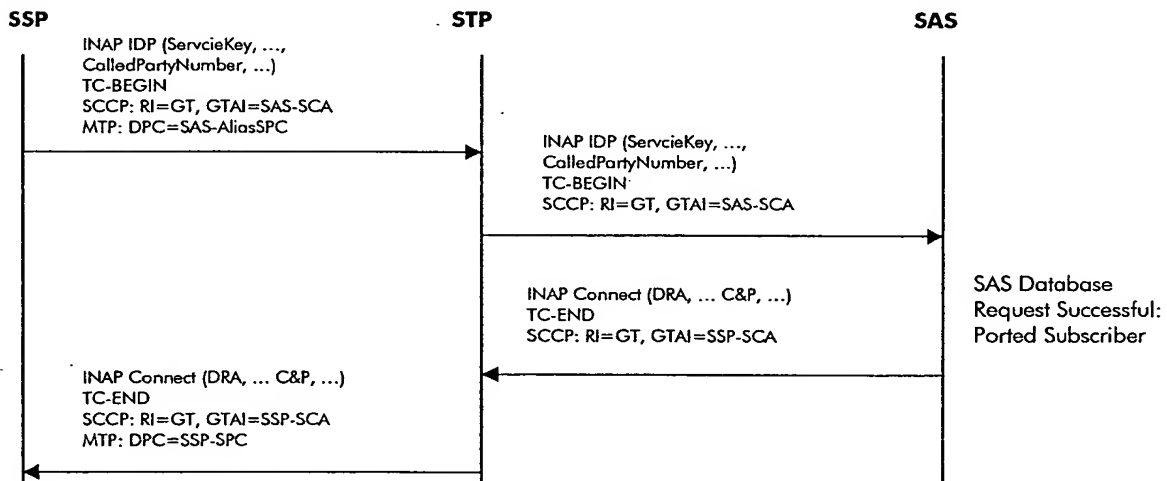 SSP
STP
SAS
INAP IDP (ServcieKey, ...,
CalledPartyNumber, ...)
TC-BEGIN
SCCP: RI=GT, GTAI=SAS-SCA
MTP: DPC=SAS-AliasSPC
INAP IDP (ServcieKey, ...,
CalledPartyNumber, ...)
TC-BEGIN
SCCP: RI=GT, GTAI=SAS-SCA
INAP Connect (DRA, ... C&P, ...)
TC-END
SCCP: RI=GT, GTAI=SSP-SCA
SAS Database
Request Successful:
Ported Subscriber
INAP Connect (DRA, ... C&P, ...)
TC-END
SCCP: RI=GT, GTAI=SSP-SCA
MTP: DPC=SSP-SPC